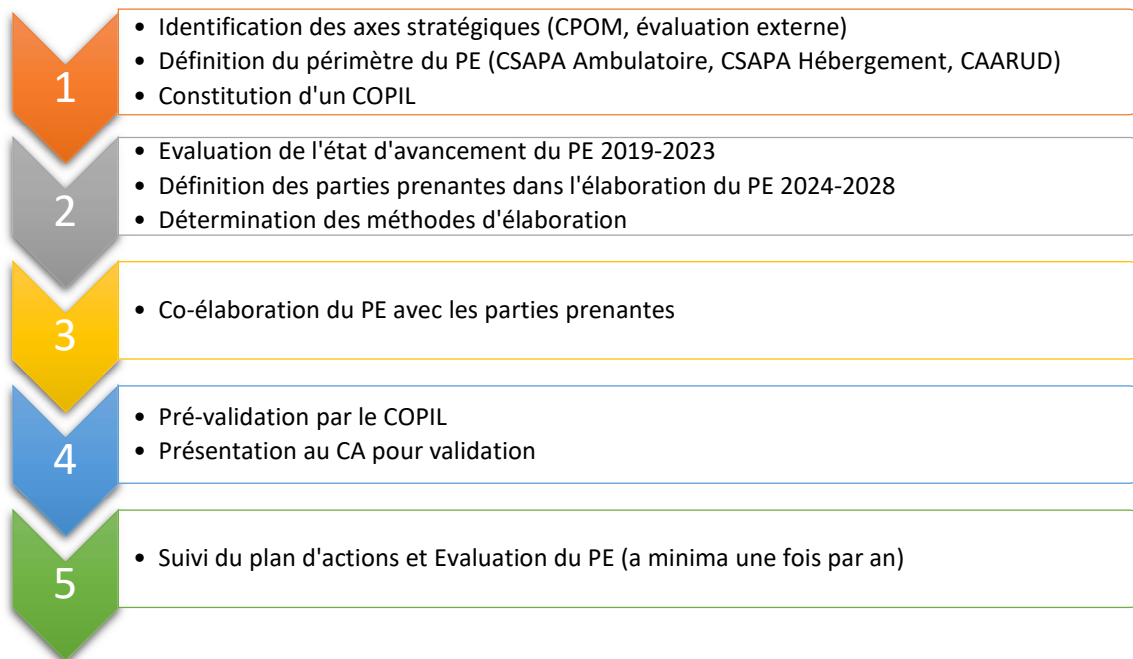 1
• Identification des axes stratégiques (CPOM, évaluation externe)
• Définition du périmètre du PE (CSAPA Ambulatoire, CSAPA Hébergement, CAARUD)
• Constitution d'un COPIL
2
• Evaluation de l'état d'avancement du PE 2019-2023
• Définition des parties prenantes dans l'élaboration du PE 2024-2028
• Détermination des méthodes d'élaboration
3
• Co-élaboration du PE avec les parties prenantes
4
• Pré-validation par le COPIL
• Présentation au CA pour validation
5
• Suivi du plan d'actions et Evaluation du PE (a minima une fois par an)